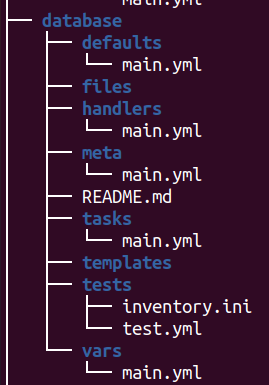 main.yml
database
defaults
main.yml
files
handlers
main.yml
meta
main.yml
README.md
tasks
main.yml
templates
tests
inventory.ini
test.yml
vars
main.yml